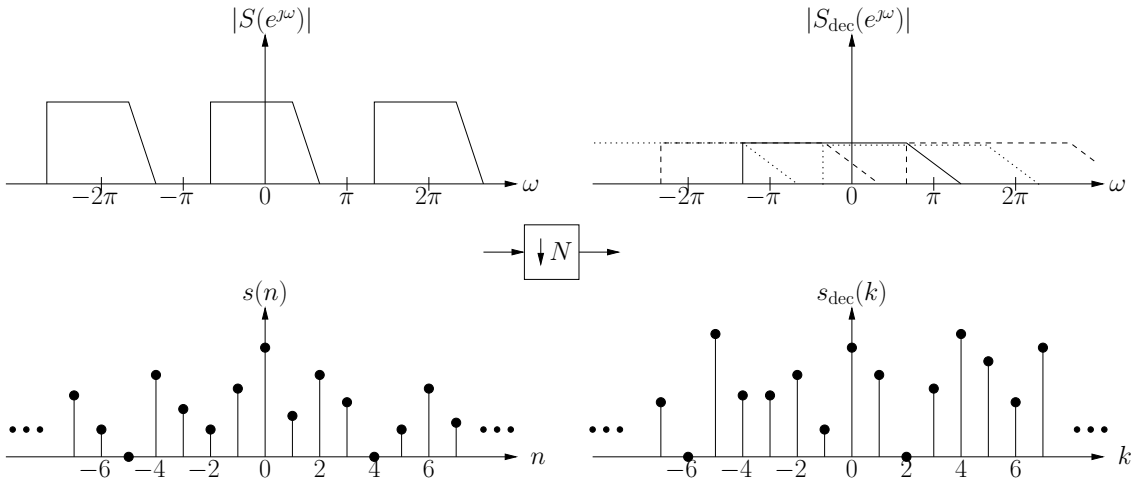 |S(e^{jω})|
−2π −π 0 π 2π ω
|S_dec(e^{jω})|
−2π −π 0 π 2π ω
↓ N
s(n)
−6 −4 −2 0 2 4 6 n
s_dec(k)
−6 −4 −2 0 2 4 6 k